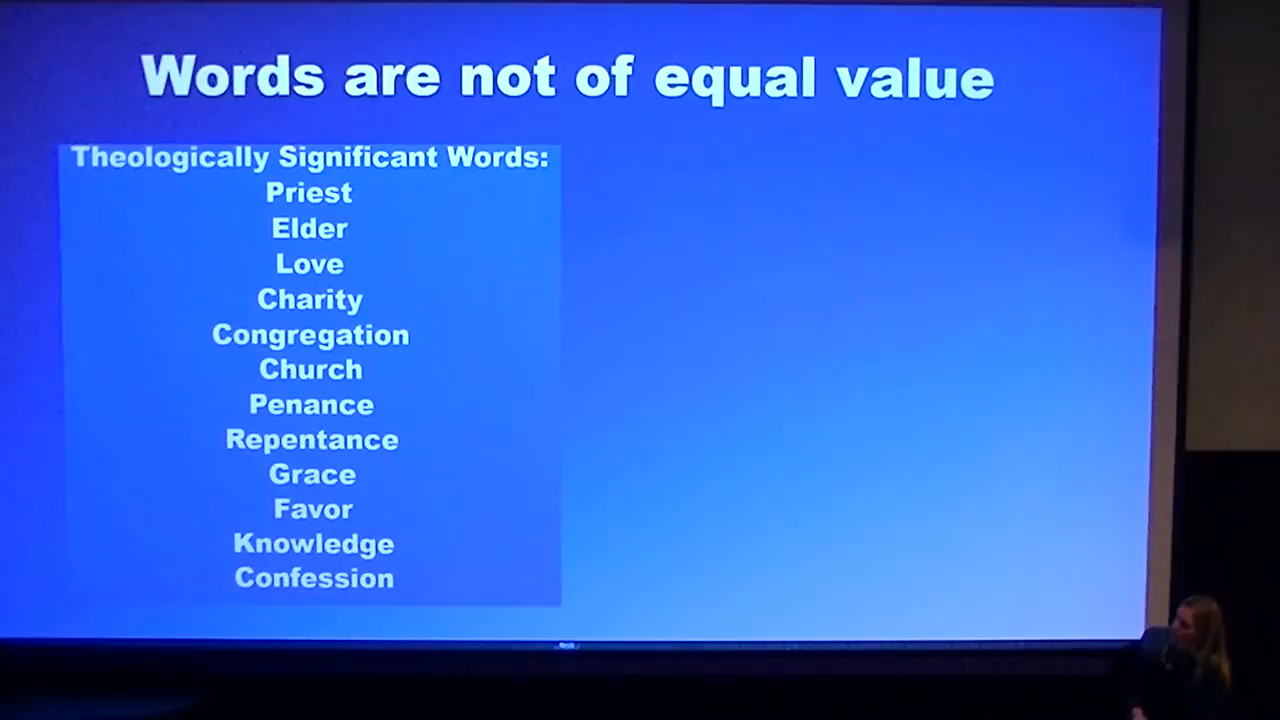 Words are not of equal value
Theologically Significant Words:
Priest
Elder
Love
Charity
Congregation
Church
Penance
Repentance
Grace
Favor
Knowledge
Confession